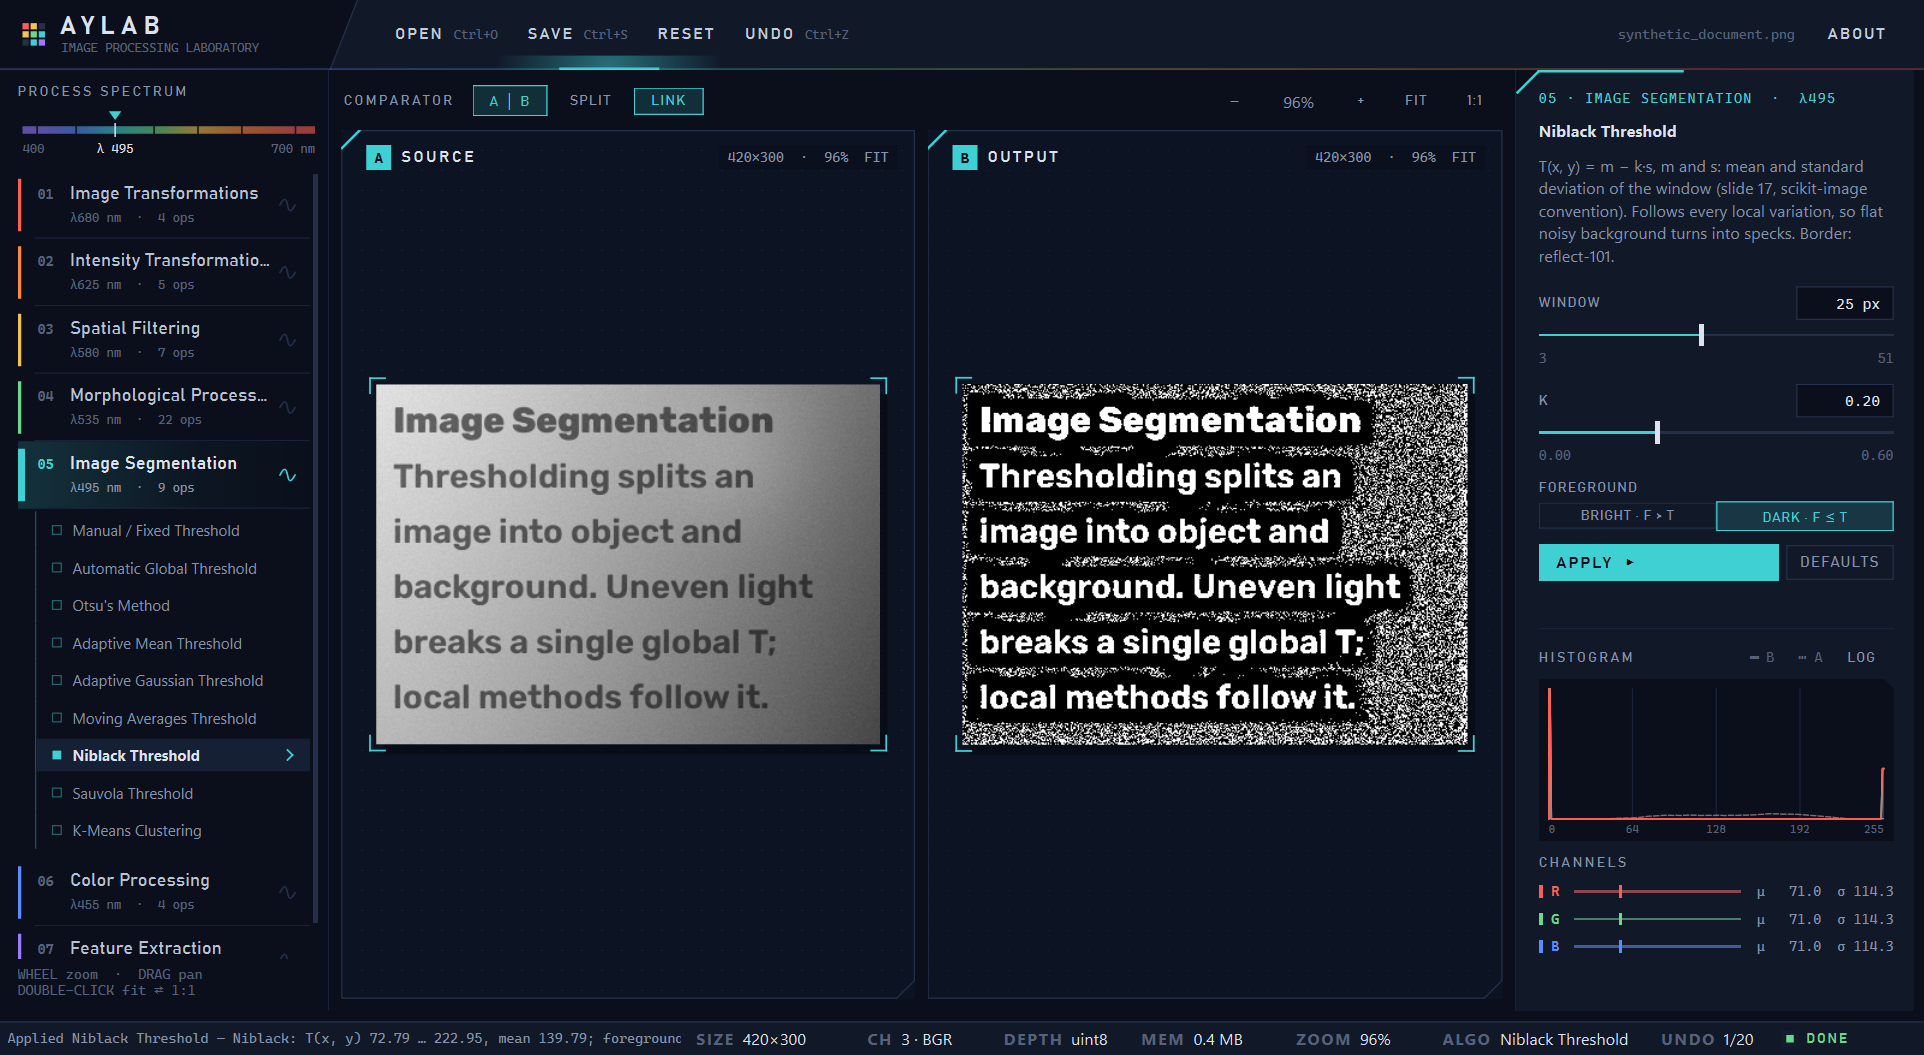 AYLAB
IMAGE PROCESSING LABORATORY
OPEN Ctrl+O SAVE Ctrl+S RESET UNDO Ctrl+Z
synthetic_document.png ABOUT
PROCESS SPECTRUM
400 λ 495 700 nm
01 Image Transformations
λ680 nm · 4 ops
02 Intensity Transformatio...
λ625 nm · 5 ops
03 Spatial Filtering
λ580 nm · 7 ops
04 Morphological Process...
λ535 nm · 22 ops
05 Image Segmentation
λ495 nm · 9 ops
Manual / Fixed Threshold
Automatic Global Threshold
Otsu's Method
Adaptive Mean Threshold
Adaptive Gaussian Threshold
Moving Averages Threshold
Niblack Threshold
Sauvola Threshold
K-Means Clustering
06 Color Processing
λ455 nm · 4 ops
07 Feature Extraction
WHEEL zoom · DRAG pan
DOUBLE-CLICK fit ⇄ 1:1
COMPARATOR A | B SPLIT LINK
– 96% + FIT 1:1
A SOURCE 420×300 · 96% FIT
Image Segmentation
Thresholding splits an
image into object and
background. Uneven light
breaks a single global T;
local methods follow it.
B OUTPUT 420×300 · 96% FIT
Image Segmentation
Thresholding splits an
image into object and
background. Uneven light
breaks a single global T;
local methods follow it.
05 · IMAGE SEGMENTATION · λ495
Niblack Threshold
T(x, y) = m − k·s, m and s: mean and standard
deviation of the window (slide 17, scikit-image
convention). Follows every local variation, so flat
noisy background turns into specks. Border:
reflect-101.
WINDOW 25 px
3 51
K 0.20
0.00 0.60
FOREGROUND
BRIGHT · F > T DARK · F ≤ T
APPLY ▸ DEFAULTS
HISTOGRAM B A LOG
0 64 128 192 255
CHANNELS
R μ 71.0 σ 114.3
G μ 71.0 σ 114.3
B μ 71.0 σ 114.3
Applied Niblack Threshold — Niblack: T(x, y) 72.79 … 222.95, mean 139.79; foreground SIZE 420×300 CH 3 · BGR DEPTH uint8 MEM 0.4 MB ZOOM 96% ALGO Niblack Threshold UNDO 1/20 DONE